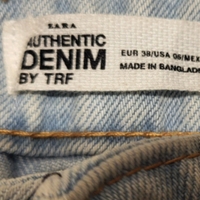 ZARA
AUTHENTIC
DENIM
BY TRF
EUR 38/USA 06/MEX
MADE IN BANGLADE